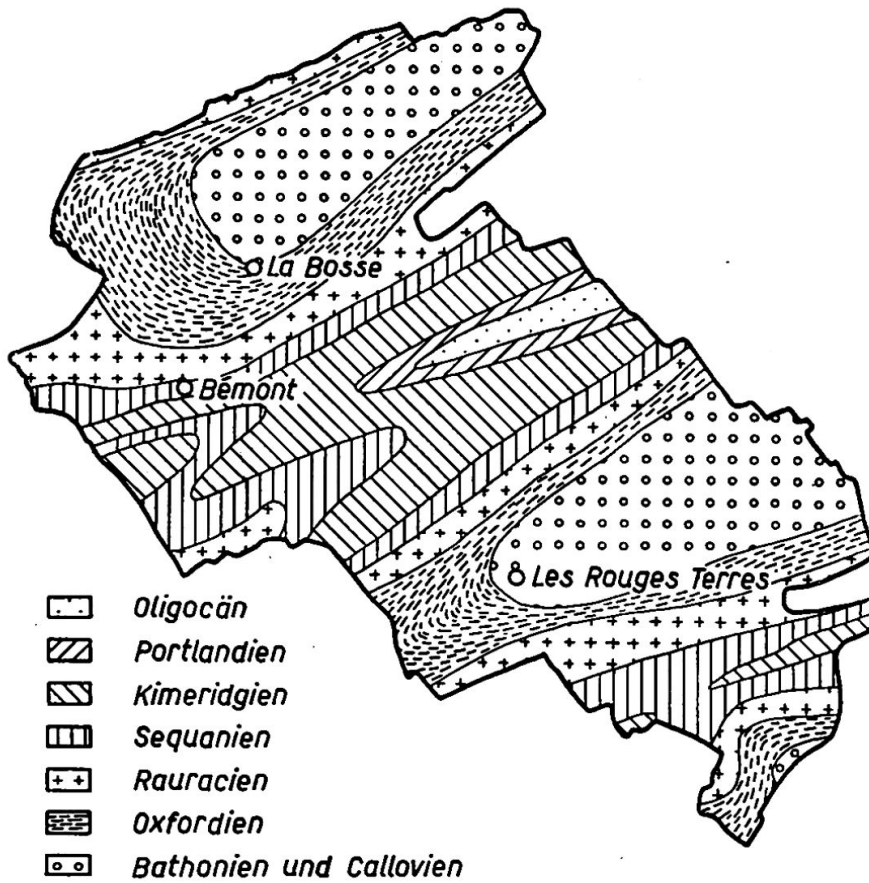 La Bosse
Bémont
Les Rouges Terres
Oligocän
Portlandien
Kimeridgien
Sequanien
Rauracien
Oxfordien
Bathonien und Callovien